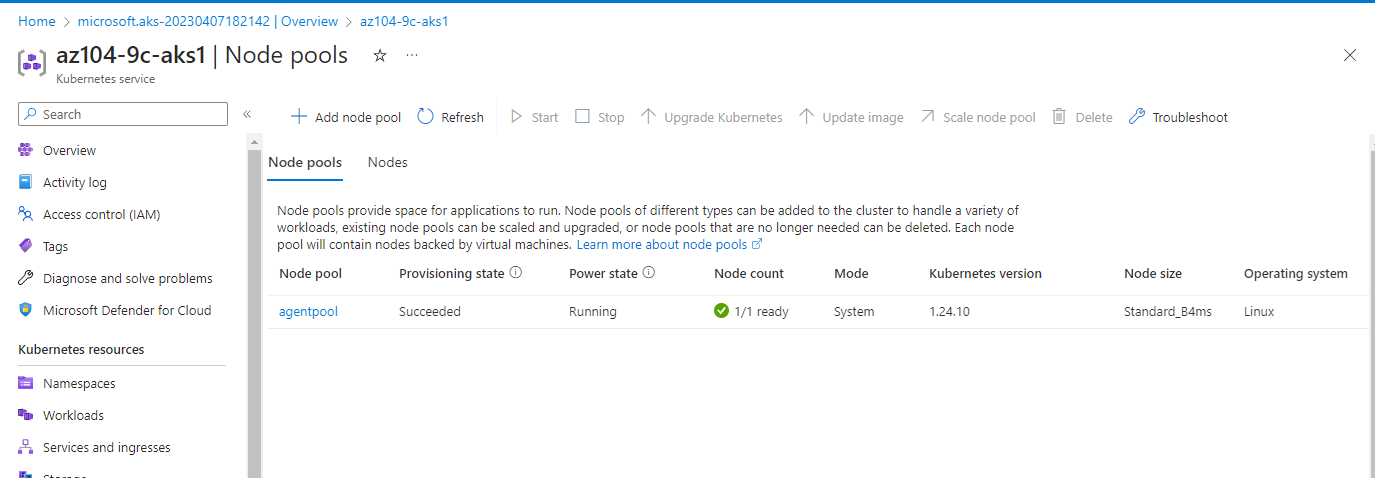 Home > microsoft.aks-20230407182142 | Overview > az104-9c-aks1
az104-9c-aks1 | Node pools
Kubernetes service
Search
Add node pool Refresh Start Stop Upgrade Kubernetes Update image Scale node pool Delete Troubleshoot
Overview
Activity log
Access control (IAM)
Tags
Diagnose and solve problems
Microsoft Defender for Cloud
Kubernetes resources
Namespaces
Workloads
Services and ingresses
Storage
Node pools Nodes
Node pools provide space for applications to run. Node pools of different types can be added to the cluster to handle a variety of
workloads, existing node pools can be scaled and upgraded, or node pools that are no longer needed can be deleted. Each node
pool will contain nodes backed by virtual machines. Learn more about node pools
Node pool Provisioning state Power state Node count Mode Kubernetes version Node size Operating system
agentpool Succeeded Running 1/1 ready System 1.24.10 Standard_B4ms Linux